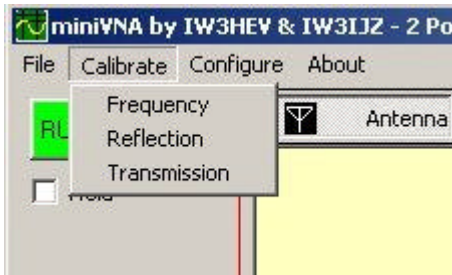 miniVNA by IW3HEV & IW3IJZ - 2 Po
File Calibrate Configure About
Frequency
Reflection
Transmission
Antenna